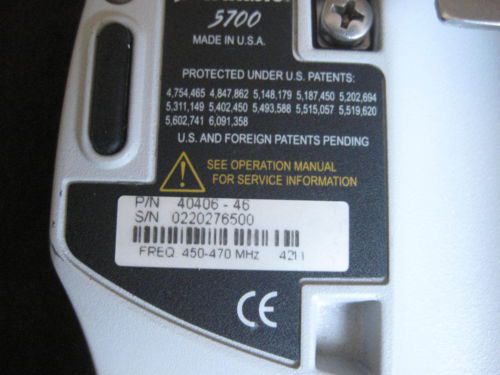 5700
MADE IN U.S.A.
PROTECTED UNDER U.S. PATENTS:
4,754,465 4,847,862 5,148,179 5,187,450 5,202,694
5,311,149 5,402,450 5,493,588 5,515,057 5,519,620
5,602,741 6,091,358
U.S. AND FOREIGN PATENTS PENDING
SEE OPERATION MANUAL
FOR SERVICE INFORMATION
P/N 40406 - 46
S/N 0220276500
FREQ. 450-470 MHz
CE